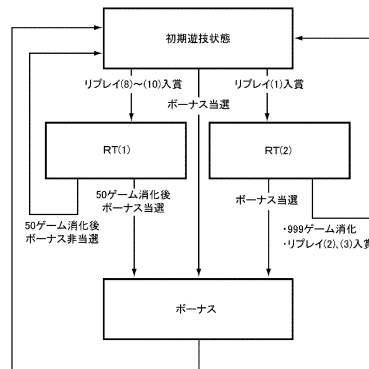 初期遊技状態
リプレイ(8)～(10)入賞
リプレイ(1)入賞
ボーナス当選
RT(1)
RT(2)
50ゲーム消化後
ボーナス当選
ボーナス当選
50ゲーム消化後
ボーナス非当選
・999ゲーム消化
・リプレイ(2)、(3)入賞
ボーナス